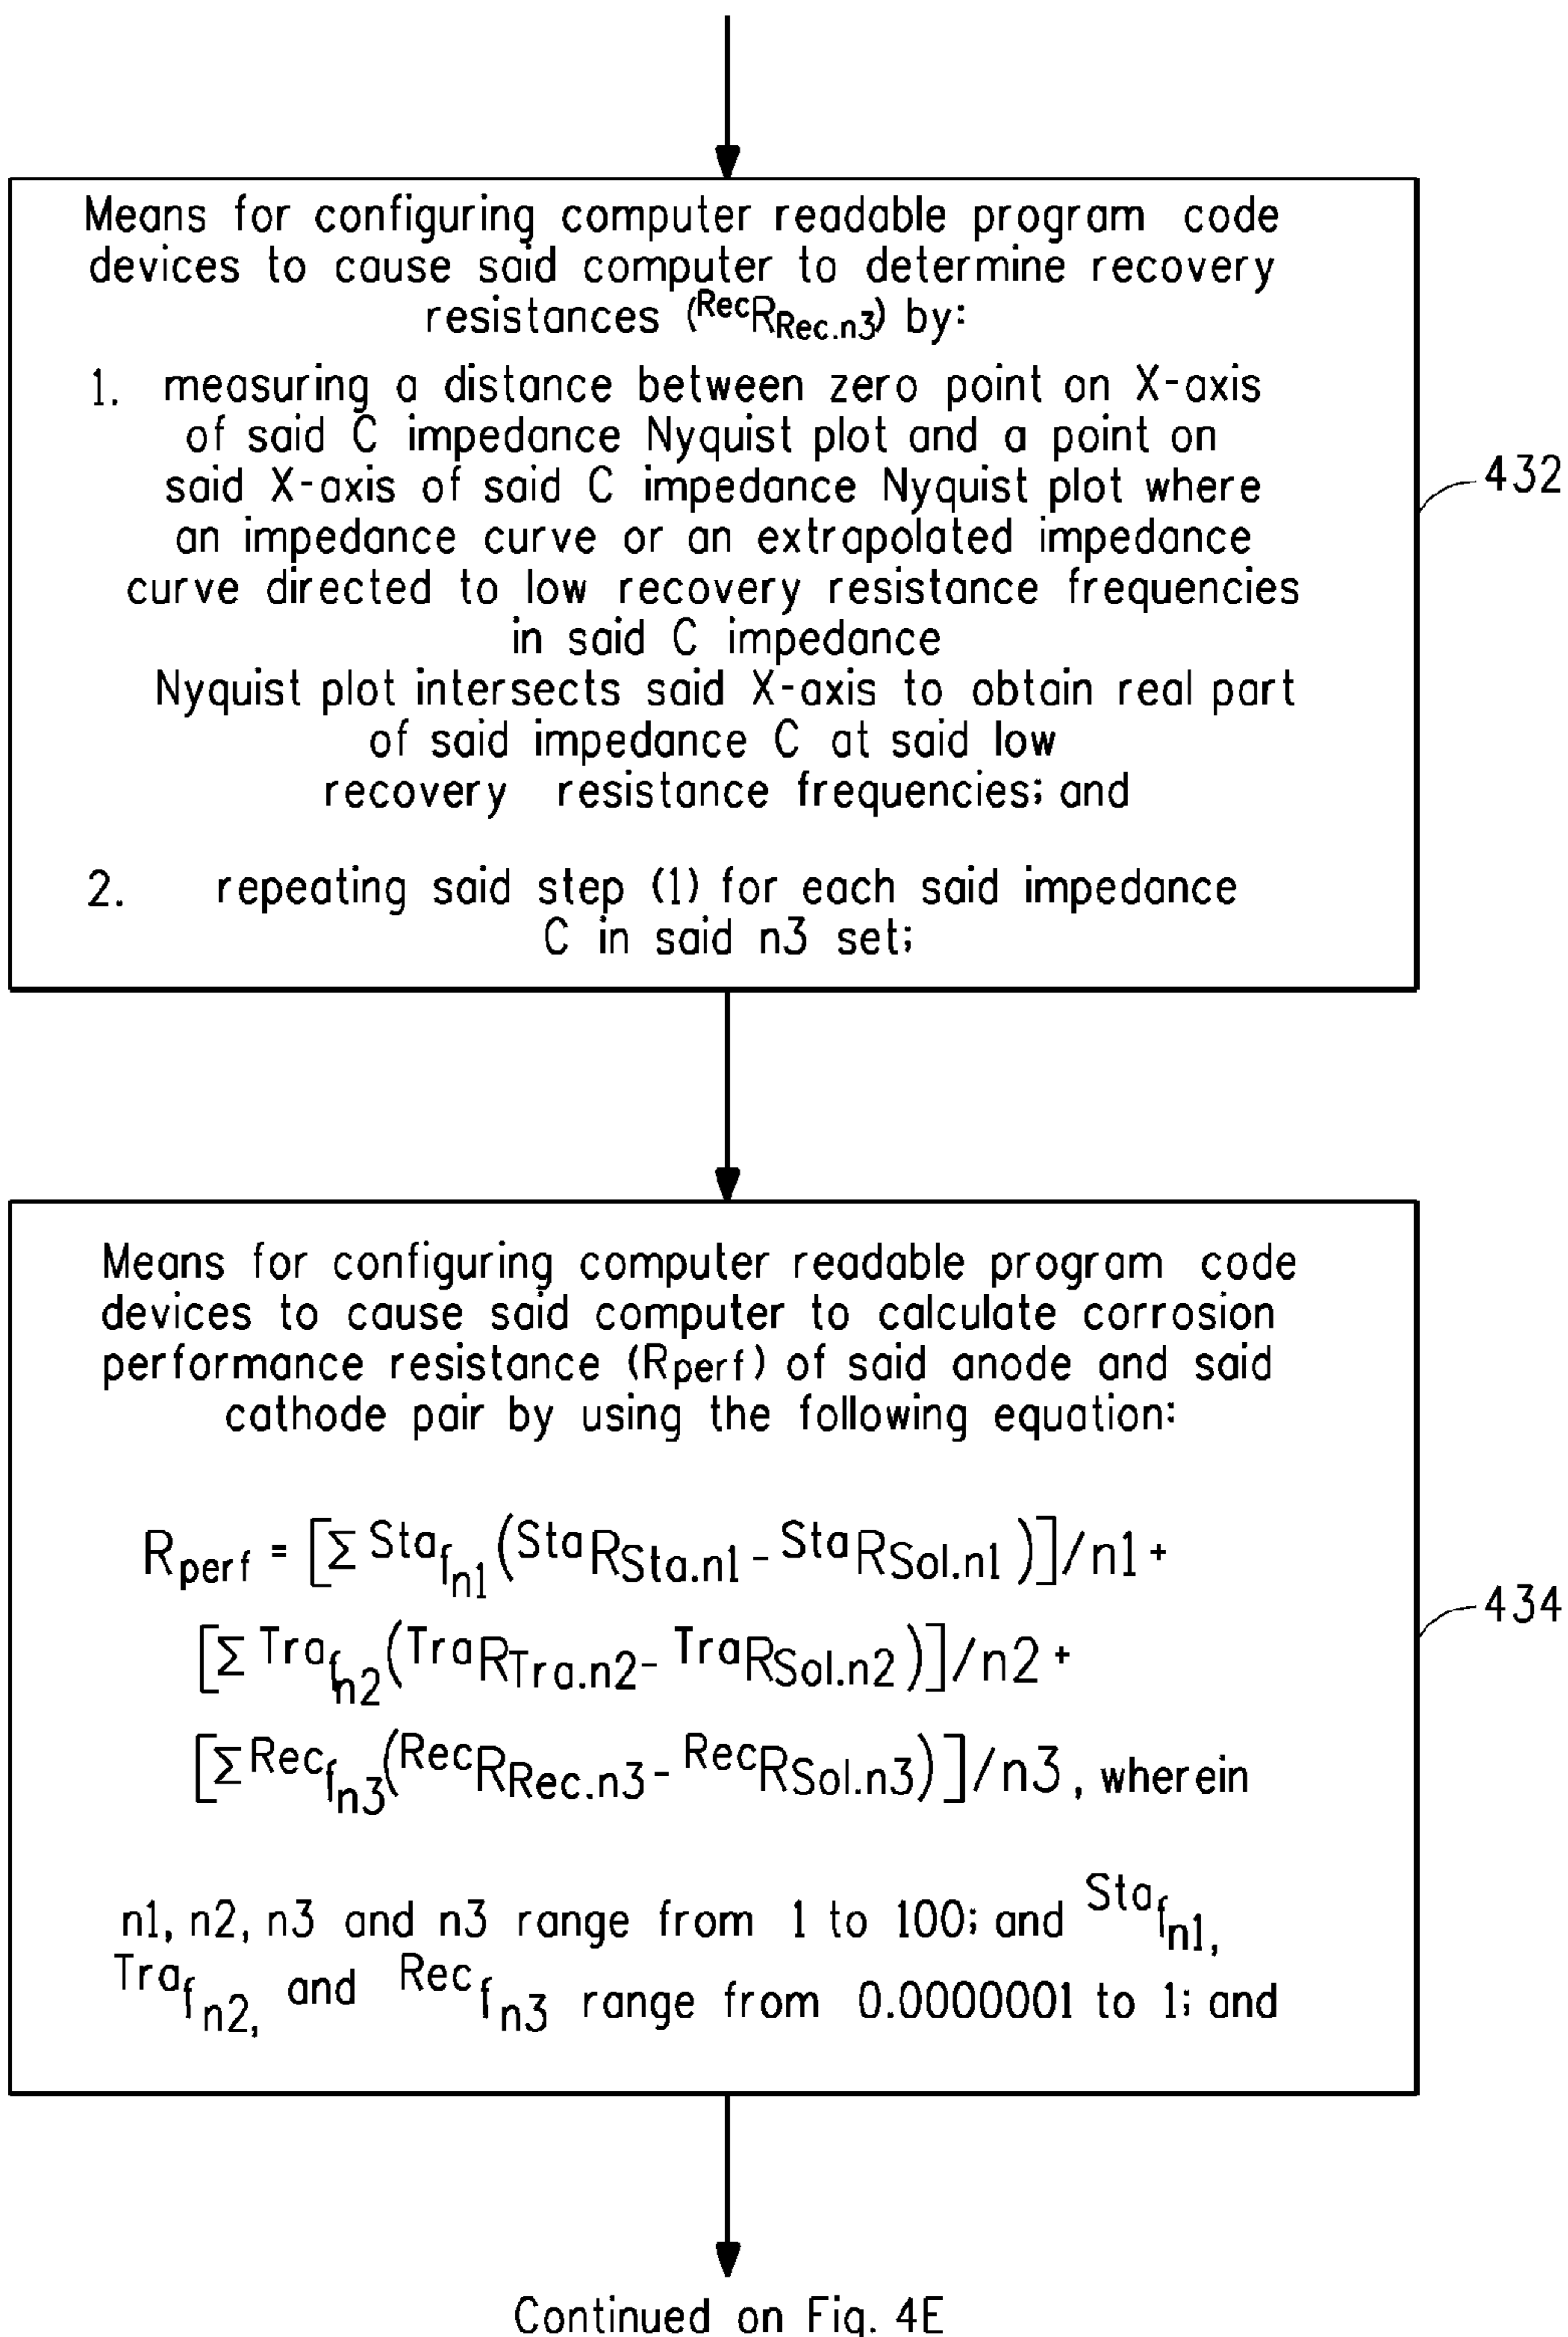 Means for configuring computer readable program code
devices to cause said computer to determine recovery
resistances (RecRRec.n3) by:
1. measuring a distance between zero point on X-axis
of said C impedance Nyquist plot and a point on
said X-axis of said C impedance Nyquist plot where
an impedance curve or an extrapolated impedance
curve directed to low recovery resistance frequencies
in said C impedance
Nyquist plot intersects said X-axis to obtain real part
of said impedance C at said low
recovery resistance frequencies; and
2. repeating said step (1) for each said impedance
C in said n3 set;
432
Means for configuring computer readable program code
devices to cause said computer to calculate corrosion
performance resistance (Rperf) of said anode and said
cathode pair by using the following equation:
Rperf = [Σ Stafn1(StaRSta.n1 - StaRSol.n1)]/n1 +
[Σ Trafn2(TraRTra.n2 - TraRSol.n2)]/n2 +
[Σ Recfn3(RecRRec.n3 - RecRSol.n3)]/n3, wherein
n1, n2, n3 and n3 range from 1 to 100; and Stafn1,
Trafn2, and Recfn3 range from 0.0000001 to 1; and
434
Continued on Fig. 4E